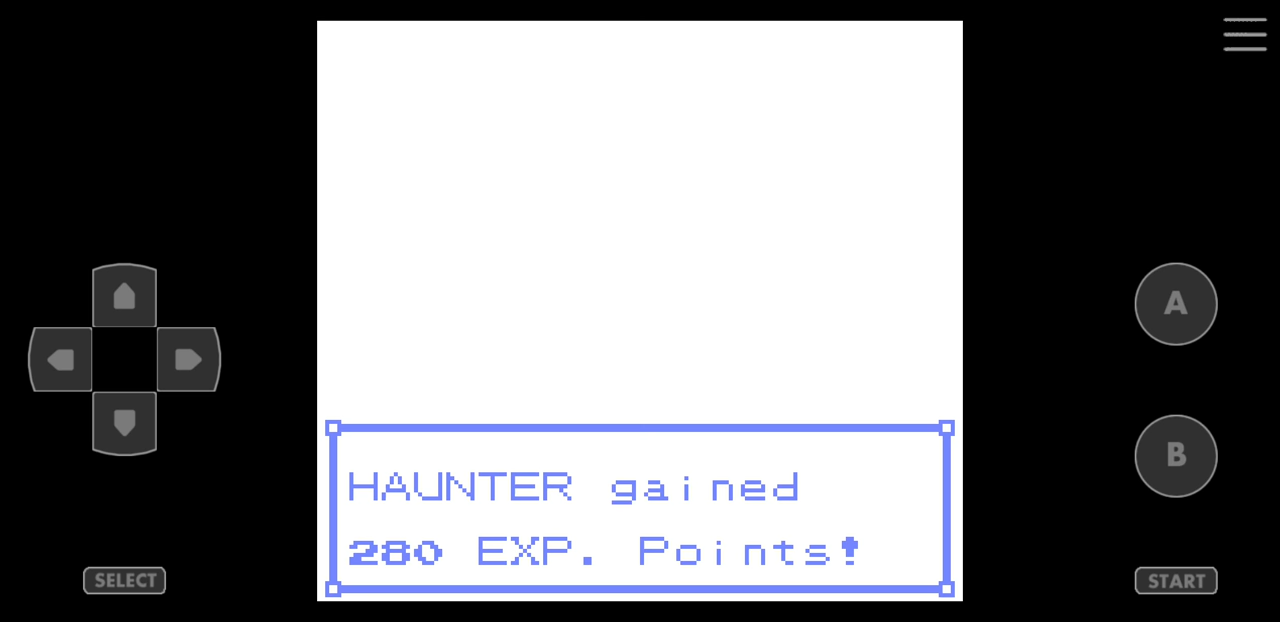 HAUNTER gained
280 EXP. Points!
A
B
SELECT
START